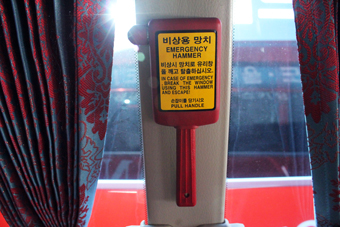 비상용 망치
EMERGENCY
HAMMER
비상시 망치로 유리창
을 깨고 탈출하십시오.
IN CASE OF EMERGENCY
BREAK THE WINDOW
USING THIS HAMMER
AND ESCAPE!
손잡이를 당기시오
PULL HANDLE